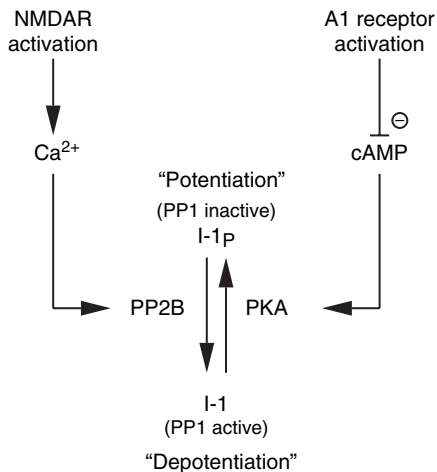 NMDAR
activation
A1 receptor
activation
⊖
Ca²⁺
cAMP
“Potentiation”
(PP1 inactive)
I-1P
PP2B
PKA
I-1
(PP1 active)
“Depotentiation”